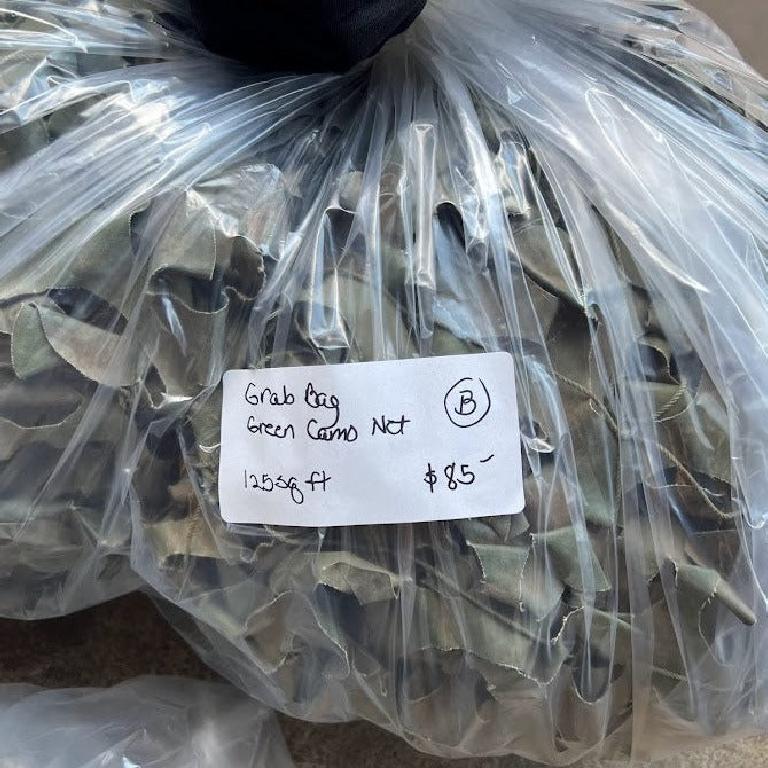 Grab Bag
Green Camo Net
B
125 sq ft
$85-